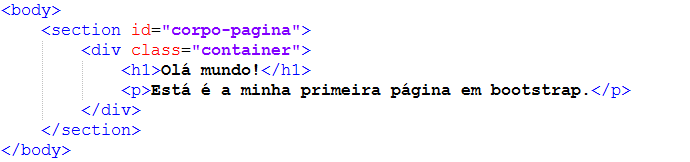 <body>
<section id="corpo-pagina">
<div class="container">
<h1>Olá mundo!</h1>
<p>Está é a minha primeira página em bootstrap.</p>
</div>
</section>
</body>